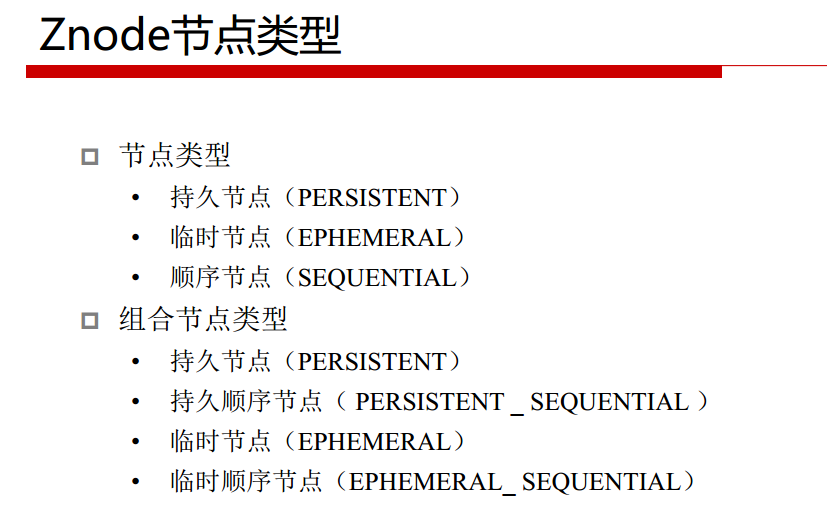 Znode节点类型
节点类型
• 持久节点（PERSISTENT）
• 临时节点（EPHEMERAL）
• 顺序节点（SEQUENTIAL）
组合节点类型
• 持久节点（PERSISTENT）
• 持久顺序节点（ PERSISTENT _ SEQUENTIAL ）
• 临时节点（EPHEMERAL）
• 临时顺序节点（EPHEMERAL_ SEQUENTIAL）